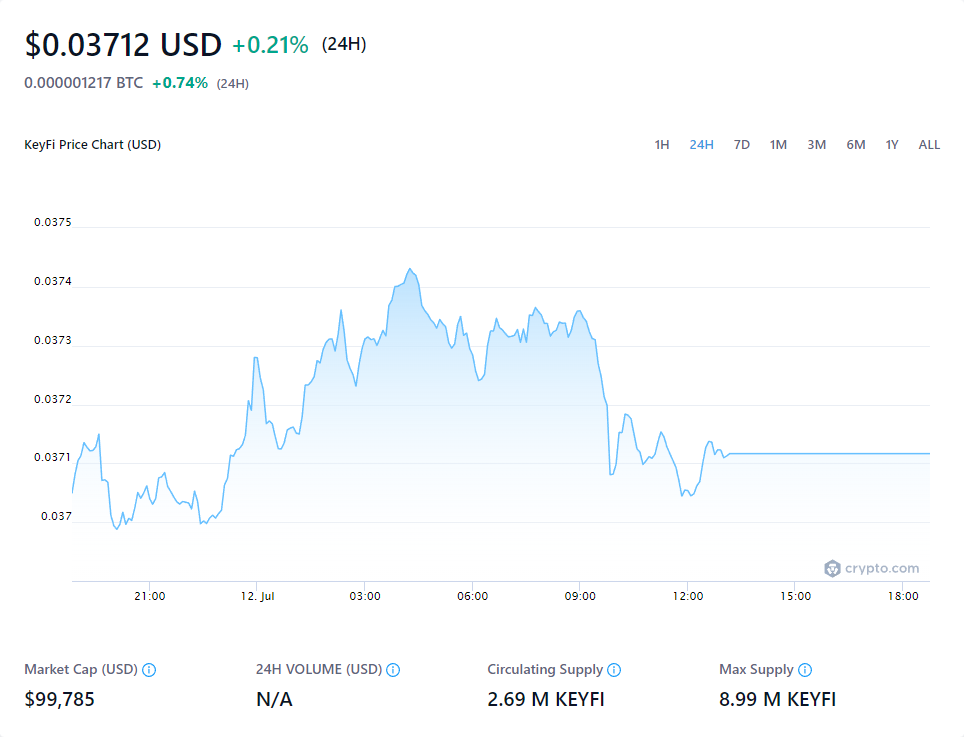 $0.03712 USD +0.21% (24H)
0.000001217 BTC +0.74% (24H)
KeyFi Price Chart (USD) 1H 24H 7D 1M 3M 6M 1Y ALL
0.0375
0.0374
0.0373
0.0372
0.0371
0.037
crypto.com
21:00 12. Jul 03:00 06:00 09:00 12:00 15:00 18:00
Market Cap (USD) 24H VOLUME (USD) Circulating Supply Max Supply
$99,785 N/A 2.69 M KEYFI 8.99 M KEYFI